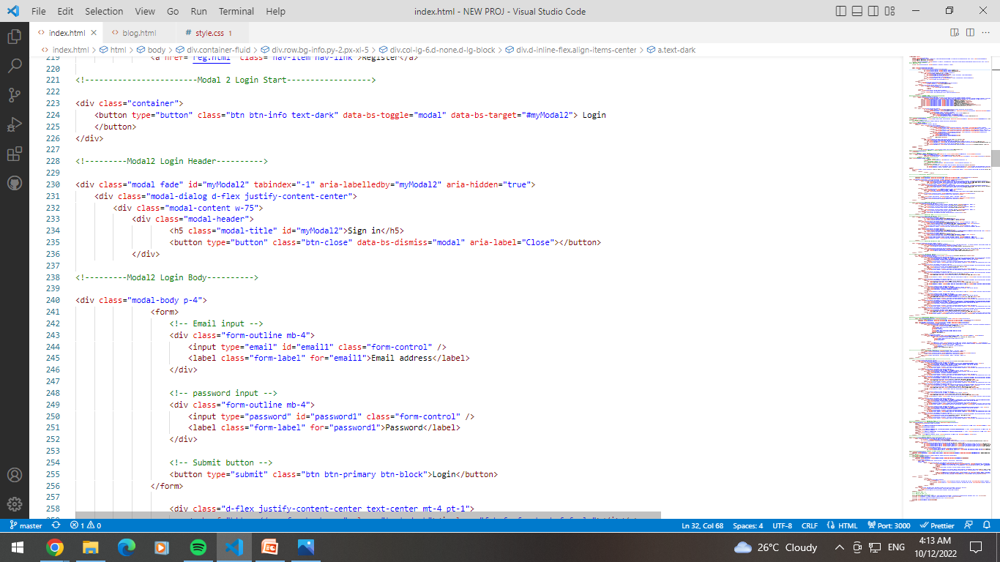 File Edit Selection View Go Run Terminal Help index.html - NEW PROJ - Visual Studio Code
index.html blog.html style.css 1
index.html > html > body > div.container-fluid > div.row.bg-info.py-2.px-xl-5 > div.col-lg-6.d-none.d-lg-block > div.d-inline-flex.align-items-center > a.text-dark
219 <a href="reg.html" class="nav-item nav-link">Register</a>
220
221 <!------------------------Modal 2 Login Start------------------>
222
223 <div class="container">
224 <button type="button" class="btn btn-info text-dark" data-bs-toggle="modal" data-bs-target="#myModal2"> Login
225 </button>
226 </div>
227
228 <!---------Modal2 Login Header---------->
229
230 <div class="modal fade" id="myModal2" tabindex="-1" aria-labelledby="myModal2" aria-hidden="true">
231 <div class="modal-dialog d-flex justify-content-center">
232 <div class="modal-content w-75">
233 <div class="modal-header">
234 <h5 class="modal-title" id="myModal2">Sign in</h5>
235 <button type="button" class="btn-close" data-bs-dismiss="modal" aria-label="Close"></button>
236 </div>
237
238 <!---------Modal2 Login Body---------->
239
240 <div class="modal-body p-4">
241 <form>
242 <!-- Email input -->
243 <div class="form-outline mb-4">
244 <input type="email" id="email1" class="form-control" />
245 <label class="form-label" for="email1">Email address</label>
246 </div>
247
248 <!-- password input -->
249 <div class="form-outline mb-4">
250 <input type="password" id="password1" class="form-control" />
251 <label class="form-label" for="password1">Password</label>
252 </div>
253
254 <!-- Submit button -->
255 <button type="submit" class="btn btn-primary btn-block">Login</button>
256 </form>
257
258 <div class="d-flex justify-content-center text-center mt-4 pt-1">
master 1 0 Ln 32, Col 68 Spaces: 4 UTF-8 CRLF HTML Port: 3000 Prettier
26°C Cloudy ENG 4:13 AM
10/12/2022